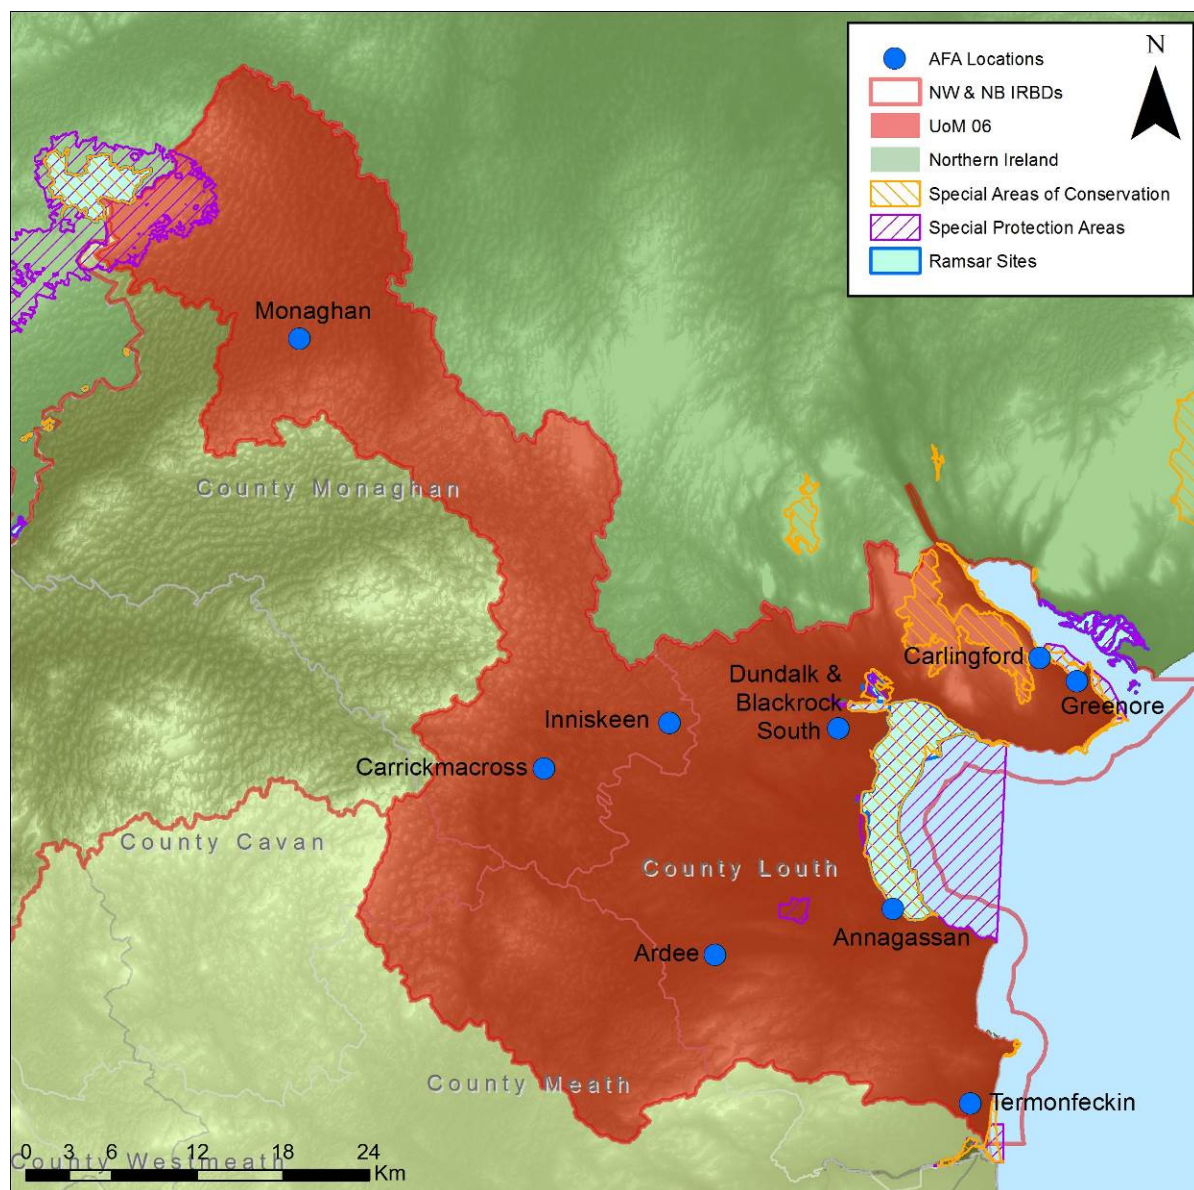 N
AFA Locations
NW & NB IRBDs
UoM 06
Northern Ireland
Special Areas of Conservation
Special Protection Areas
Ramsar Sites
Monaghan
County Monaghan
Carlingford
Dundalk &
Blackrock
South
Greenore
Inniskeen
Carrickmacross
County Cavan
County Louth
Annagassan
Ardee
County Meath
Termonfeckin
0 3 6 12 18 24
Km
County Westmeath